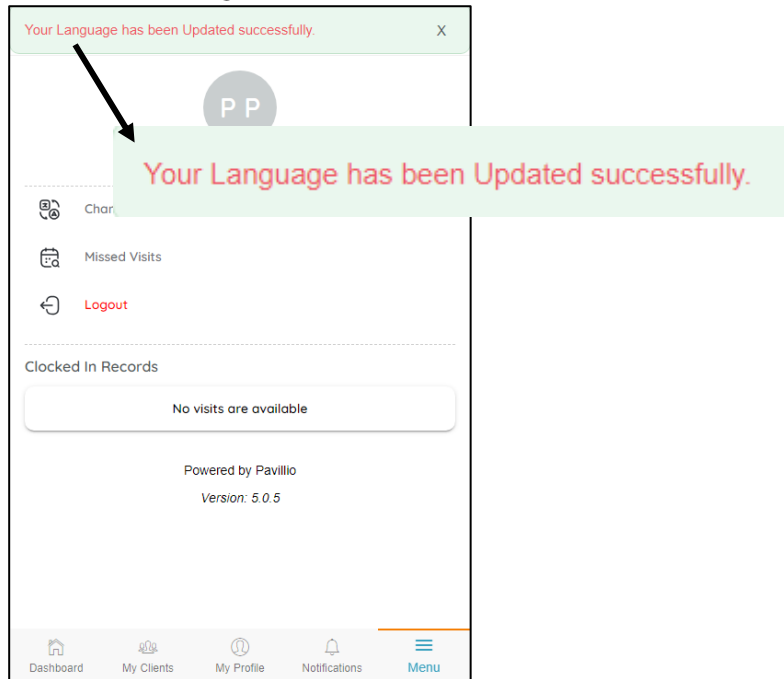 Your Language has been Updated successfully. X
P P
Your Language has been Updated successfully.
Missed Visits
Logout
Clocked In Records
No visits are available
Powered by Pavillio
Version: 5.0.5
Dashboard My Clients My Profile Notifications Menu